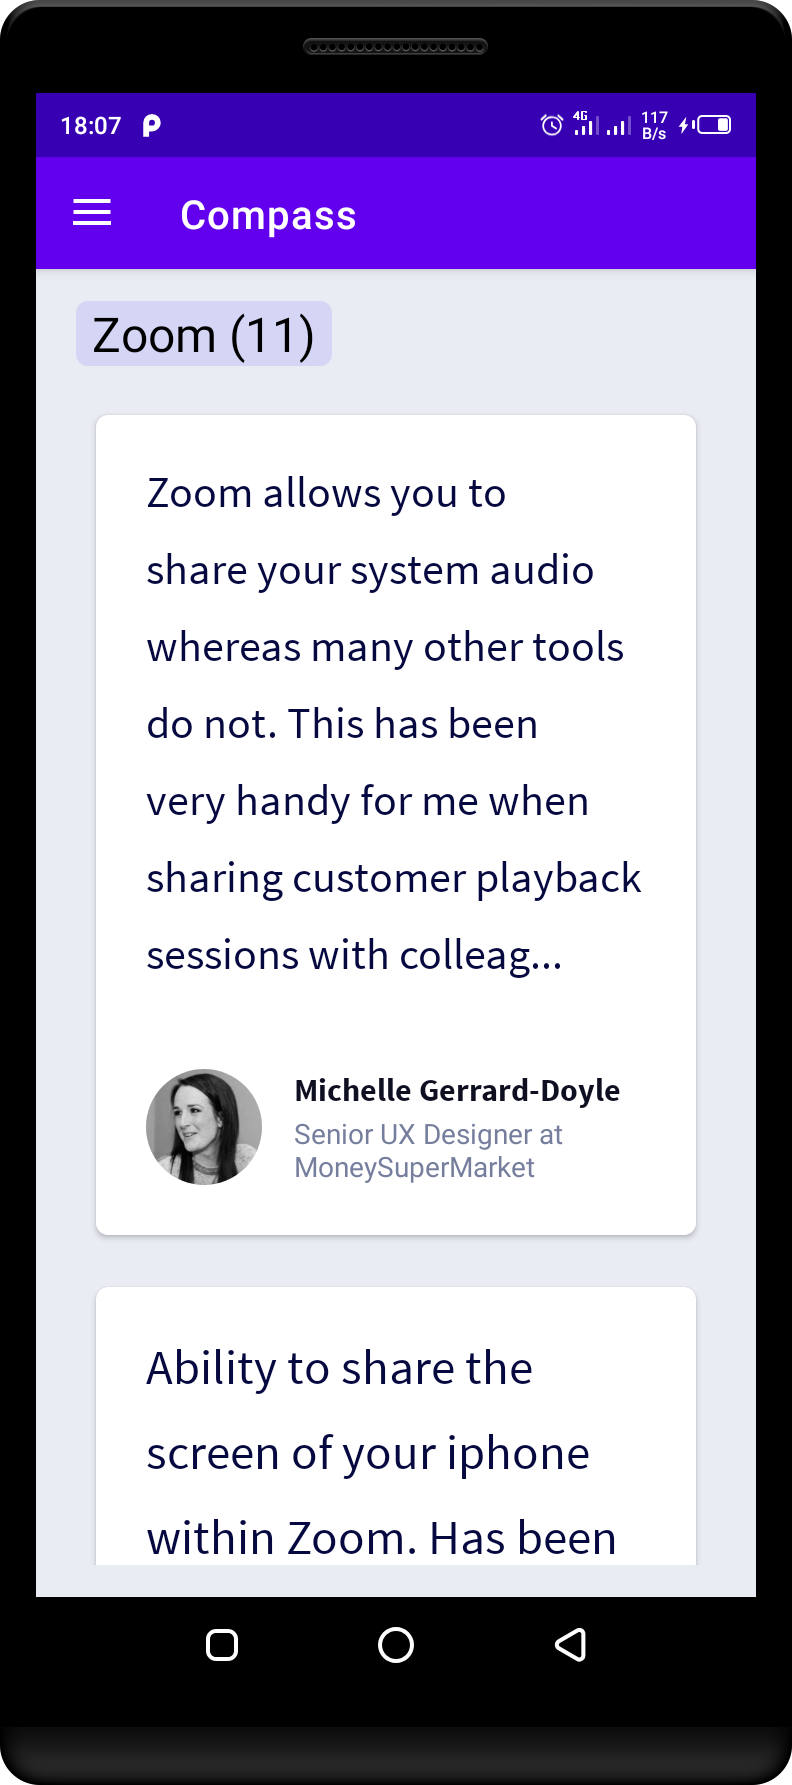 18:07 4G 117
B/s
Compass
Zoom (11)
Zoom allows you to
share your system audio
whereas many other tools
do not. This has been
very handy for me when
sharing customer playback
sessions with colleag...
Michelle Gerrard-Doyle
Senior UX Designer at
MoneySuperMarket
Ability to share the
screen of your iphone
within Zoom. Has been